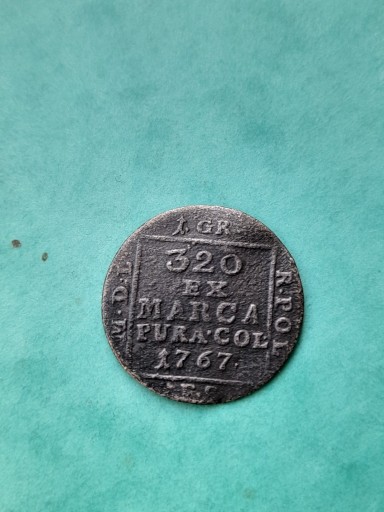 1 GR.
320
EX
MARCA
PURA·COL
1767·
M·D·L
R·POL